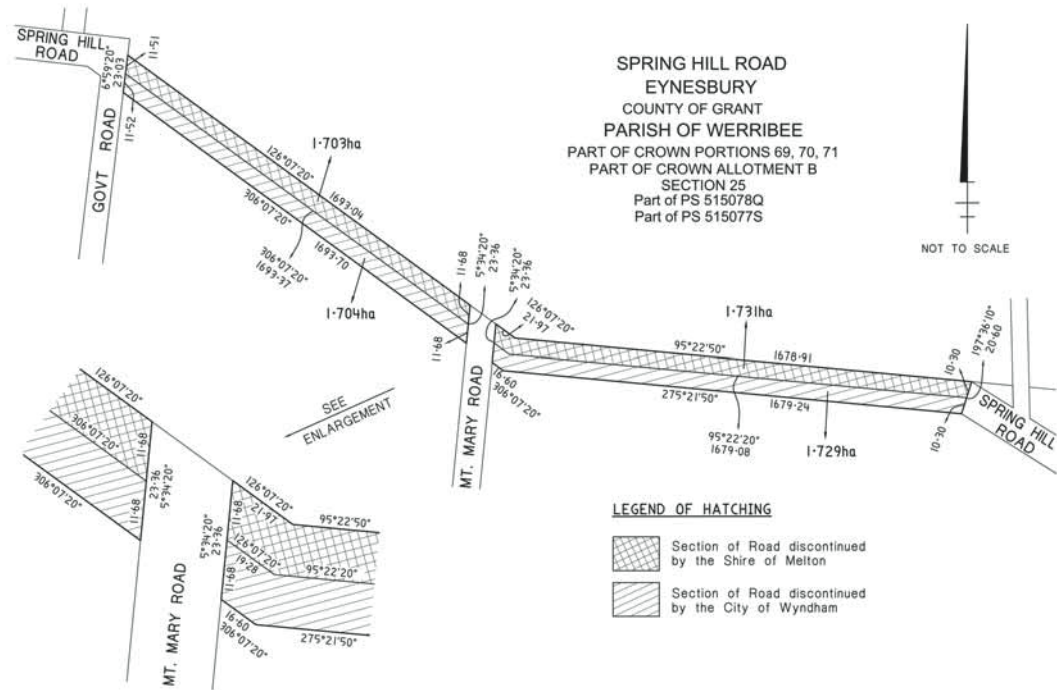 SPRING HILL
ROAD
6°59'20"
23·03
11·51
11·52
GOVT ROAD
126°07'20"
1693·04
1·703ha
306°07'20"
1693·70
306°07'20"
1693·37
1·704ha
11·68
11·68
5°34'20"
23·36
5°34'20"
23·36
126°07'20"
21·97
MT. MARY ROAD
16·60
306°07'20"
SPRING HILL ROAD
EYNESBURY
COUNTY OF GRANT
PARISH OF WERRIBEE
PART OF CROWN PORTIONS 69, 70, 71
PART OF CROWN ALLOTMENT B
SECTION 25
Part of PS 515078Q
Part of PS 515077S
NOT TO SCALE
1·731ha
95°22'50"
1678·91
275°21'50"
1679·24
95°22'20"
1679·08
1·729ha
10·30
10·30
197°36'10"
20·60
SPRING HILL
ROAD
SEE
ENLARGEMENT
126°07'20"
306°07'20"
306°07'20"
11·68
11·68
23·36
5°34'20"
MT. MARY ROAD
5°34'20"
23·36
11·68
11·68
126°07'20"
21·97
95°22'50"
126°07'20"
19·28
95°22'20"
16·60
306°07'20"
275°21'50"
LEGEND OF HATCHING
Section of Road discontinued
by the Shire of Melton
Section of Road discontinued
by the City of Wyndham